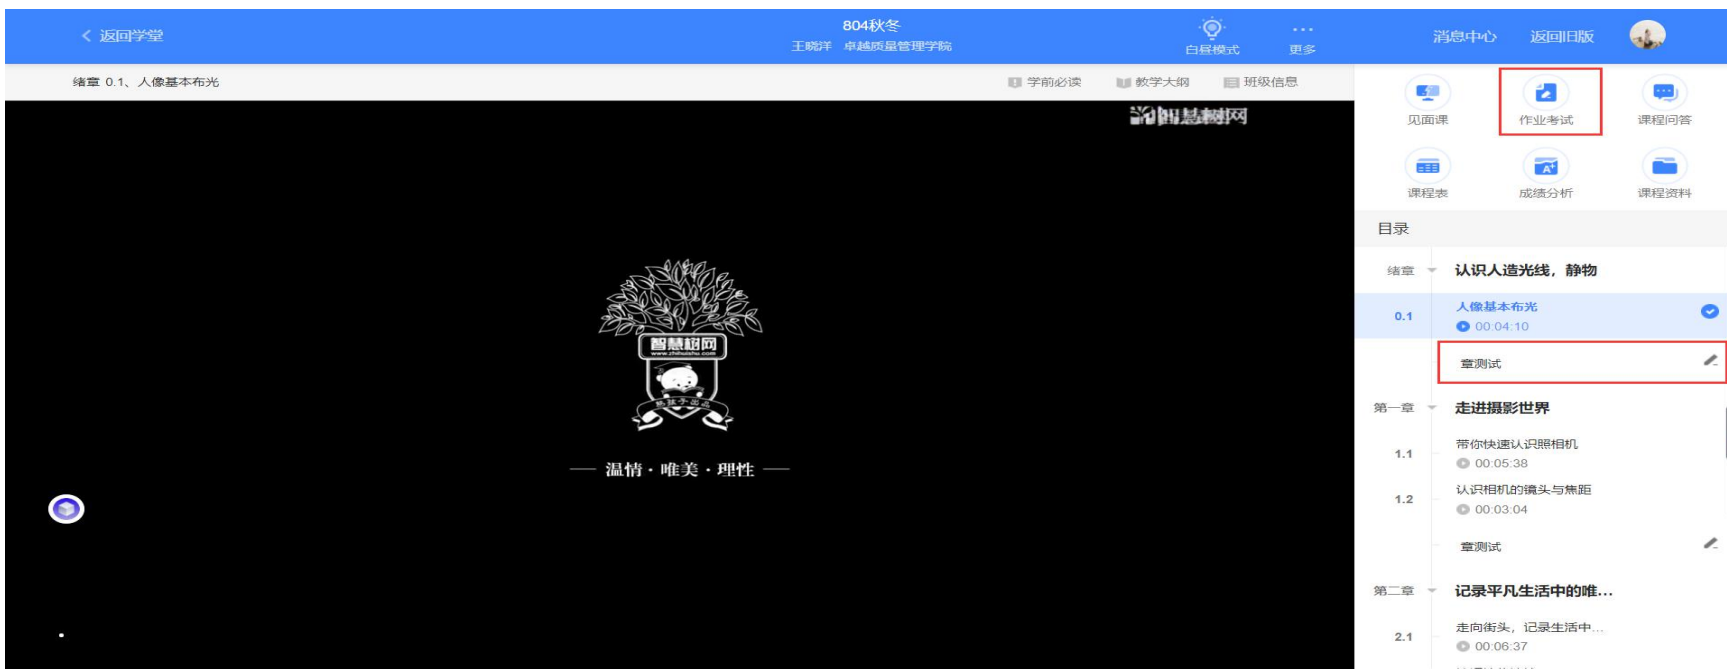 返回学堂
804秋冬
王晓洋 卓越质量管理学院
白昼模式
更多
消息中心
返回旧版
绪章 0.1、人像基本布光
学前必读
教学大纲
班级信息
智慧树网
智慧树网
www.zhihuishu.com
熊孩子出品
— 温情·唯美·理性 —
见面课
作业考试
课程问答
课程表
A+
成绩分析
课程资料
目录
绪章 认识人造光线，静物
0.1 人像基本布光
00:04:10
章测试
第一章 走进摄影世界
1.1 带你快速认识照相机
00:05:38
1.2 认识相机的镜头与焦距
00:03:04
章测试
第二章 记录平凡生活中的唯...
2.1 走向街头，记录生活中...
00:06:37